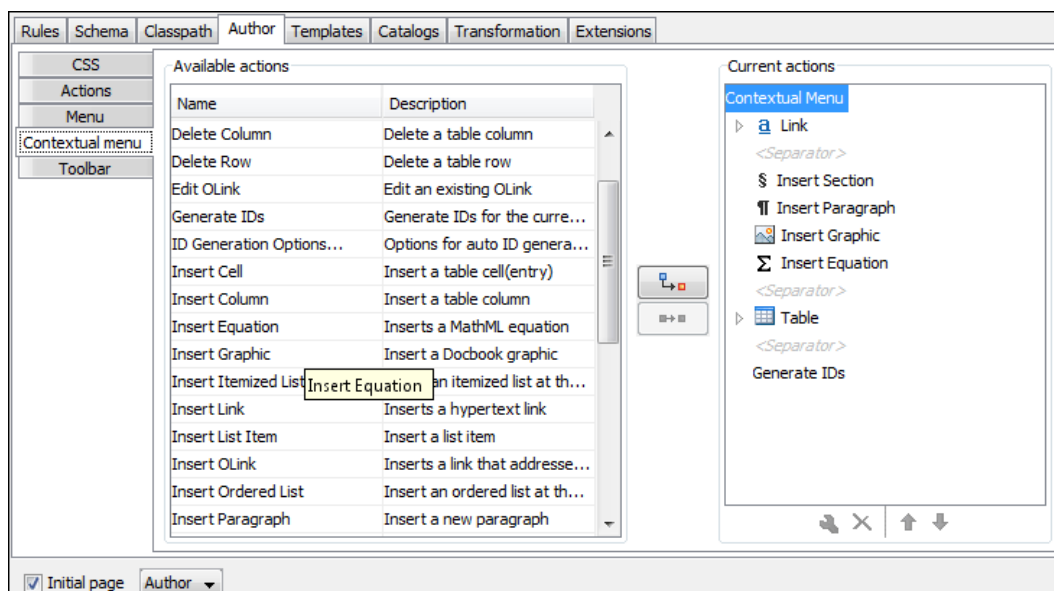 Rules Schema Classpath Author Templates Catalogs Transformation Extensions
CSS
Actions
Menu
Contextual menu
Toolbar
Available actions
Name Description
Delete Column Delete a table column
Delete Row Delete a table row
Edit OLink Edit an existing OLink
Generate IDs Generate IDs for the curre...
ID Generation Options... Options for auto ID genera...
Insert Cell Insert a table cell(entry)
Insert Column Insert a table column
Insert Equation Inserts a MathML equation
Insert Graphic Insert a Docbook graphic
Insert Itemized List an itemized list at th...
Insert Equation
Insert Link Inserts a hypertext link
Insert List Item Insert a list item
Insert OLink Inserts a link that addresse...
Insert Ordered List Insert an ordered list at th...
Insert Paragraph Insert a new paragraph
Current actions
Contextual Menu
a Link
<Separator>
§ Insert Section
¶ Insert Paragraph
Insert Graphic
Σ Insert Equation
<Separator>
Table
<Separator>
Generate IDs
Initial page Author